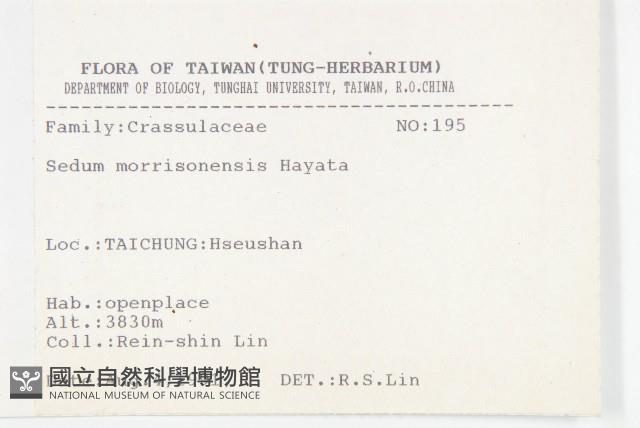 FLORA OF TAIWAN(TUNG-HERBARIUM)
DEPARTMENT OF BIOLOGY, TUNGHAI UNIVERSITY, TAIWAN, R.O.CHINA
Family:Crassulaceae NO:195
Sedum morrisonensis Hayata
Loc.:TAICHUNG:Hseushan
Hab.:openplace
Alt.:3830m
Coll.:Rein-shin Lin
DET.:R.S.Lin
國立自然科學博物館
NATIONAL MUSEUM OF NATURAL SCIENCE